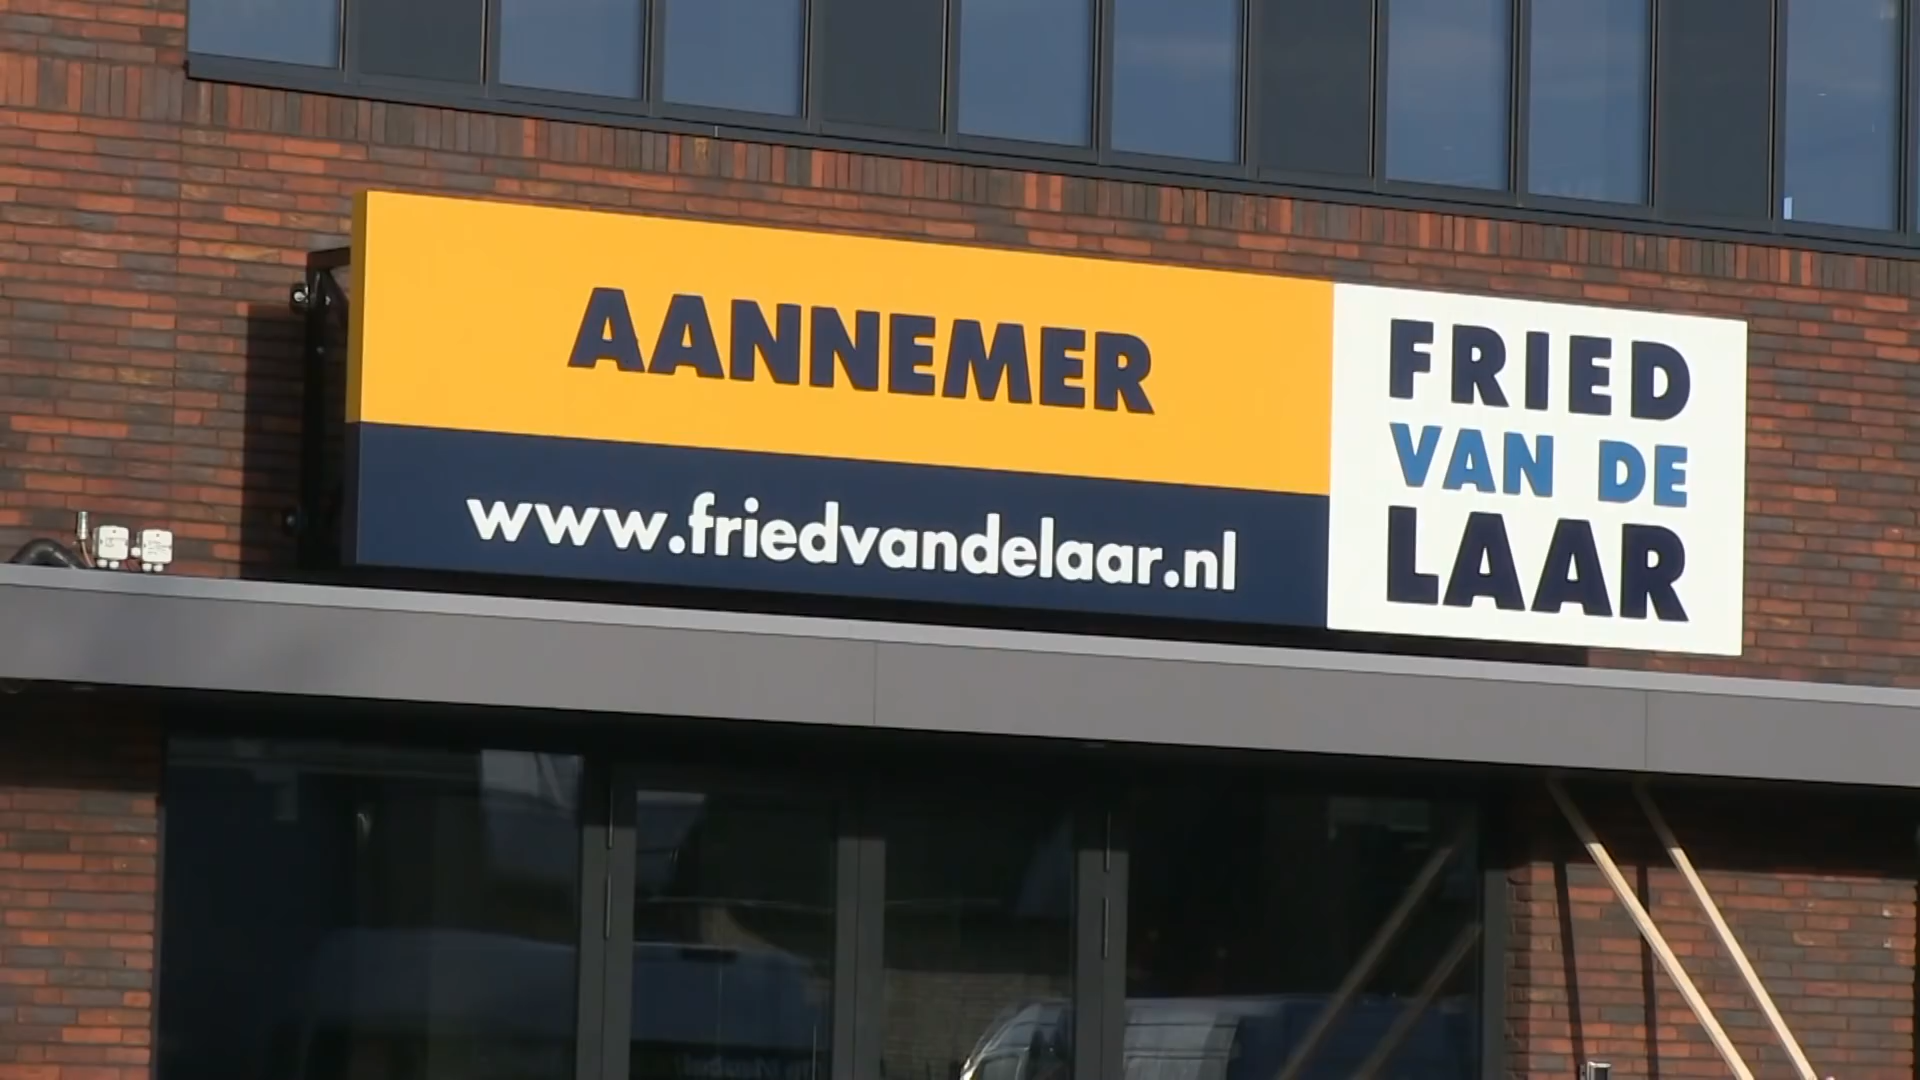 AANNEMER
www.friedvandelaar.nl
FRIED
VAN DE
LAAR